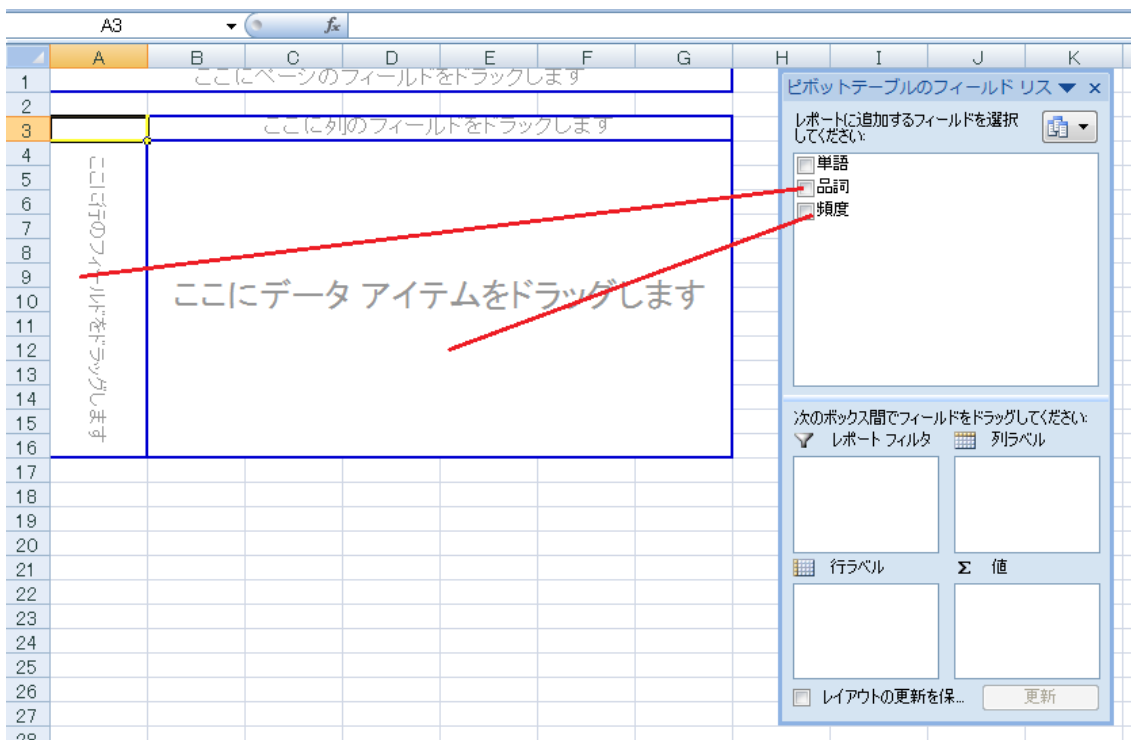 A3
fx
A B C D E F G H I J K
1
ここにページのフィールドをドラッグします
2
3
ここに列のフィールドをドラッグします
4
5
6
7
8
9
10
11
12
13
14
15
16
17
18
19
20
21
22
23
24
25
26
27
28
ここに行のフィールドをドラッグします
ここにデータ アイテムをドラッグします
ピボットテーブルのフィールド リス
レポートに追加するフィールドを選択
してください:
単語
品詞
頻度
次のボックス間でフィールドをドラッグしてください:
レポート フィルタ
列ラベル
行ラベル
Σ 値
レイアウトの更新を保...
更新